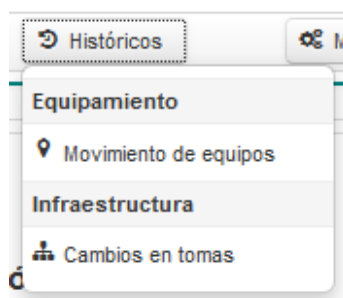 Históricos
M
Equipamiento
Movimiento de equipos
Infraestructura
Cambios en tomas
ó